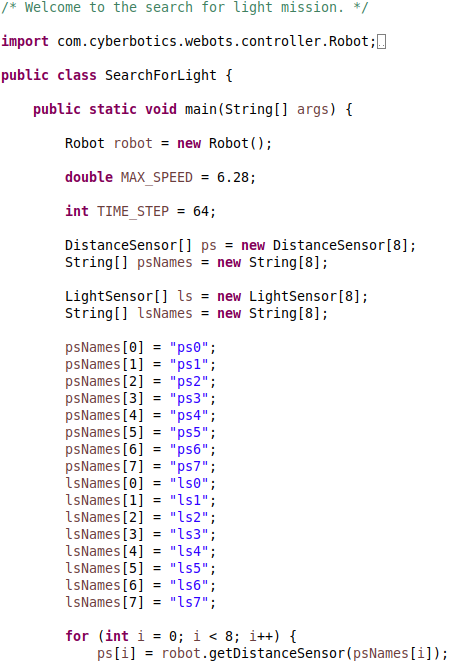 /* Welcome to the search for light mission. */
import com.cyberbotics.webots.controller.Robot;
public class SearchForLight {
public static void main(String[] args) {
Robot robot = new Robot();
double MAX_SPEED = 6.28;
int TIME_STEP = 64;
DistanceSensor[] ps = new DistanceSensor[8];
String[] psNames = new String[8];
LightSensor[] ls = new LightSensor[8];
String[] lsNames = new String[8];
psNames[0] = "ps0";
psNames[1] = "ps1";
psNames[2] = "ps2";
psNames[3] = "ps3";
psNames[4] = "ps4";
psNames[5] = "ps5";
psNames[6] = "ps6";
psNames[7] = "ps7";
lsNames[0] = "ls0";
lsNames[1] = "ls1";
lsNames[2] = "ls2";
lsNames[3] = "ls3";
lsNames[4] = "ls4";
lsNames[5] = "ls5";
lsNames[6] = "ls6";
lsNames[7] = "ls7";
for (int i = 0; i < 8; i++) {
ps[i] = robot.getDistanceSensor(psNames[i]);